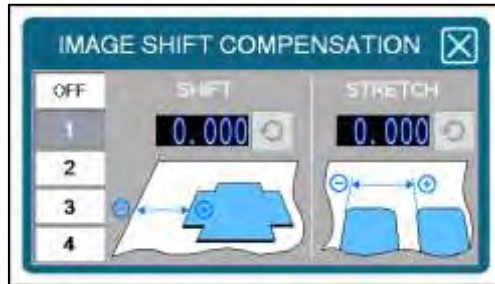 IMAGE SHIFT COMPENSATION
OFF SHIFT STRETCH
1 0.000 0.000
2
3
4